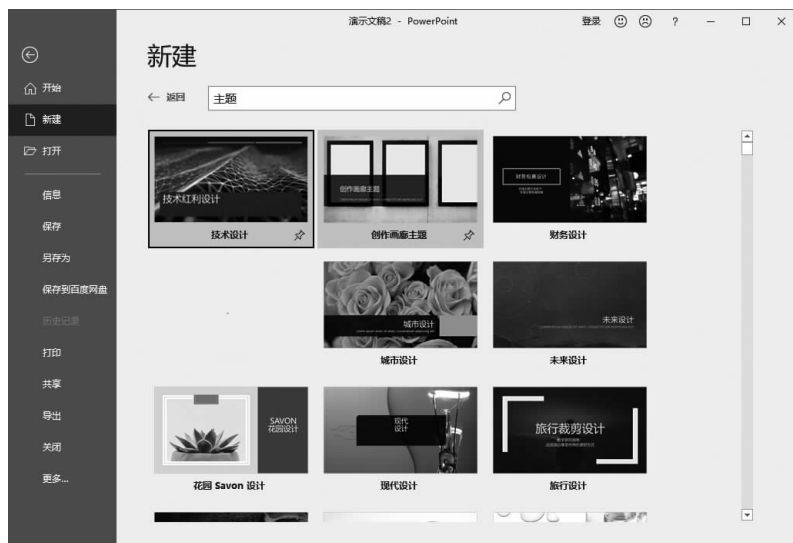 演示文稿2 - PowerPoint
登录
?
新建
开始
新建
打开
信息
保存
另存为
保存到百度网盘
历史记录
打印
共享
导出
关闭
更多...
返回
主题
技术红利设计
技术设计
创作画廊主题
创作画廊主题
财务设计
城市设计
城市设计
未来设计
未来设计
SAVON
花园设计
花园 Savon 设计
现代
设计
现代设计
旅行裁剪设计
旅行设计